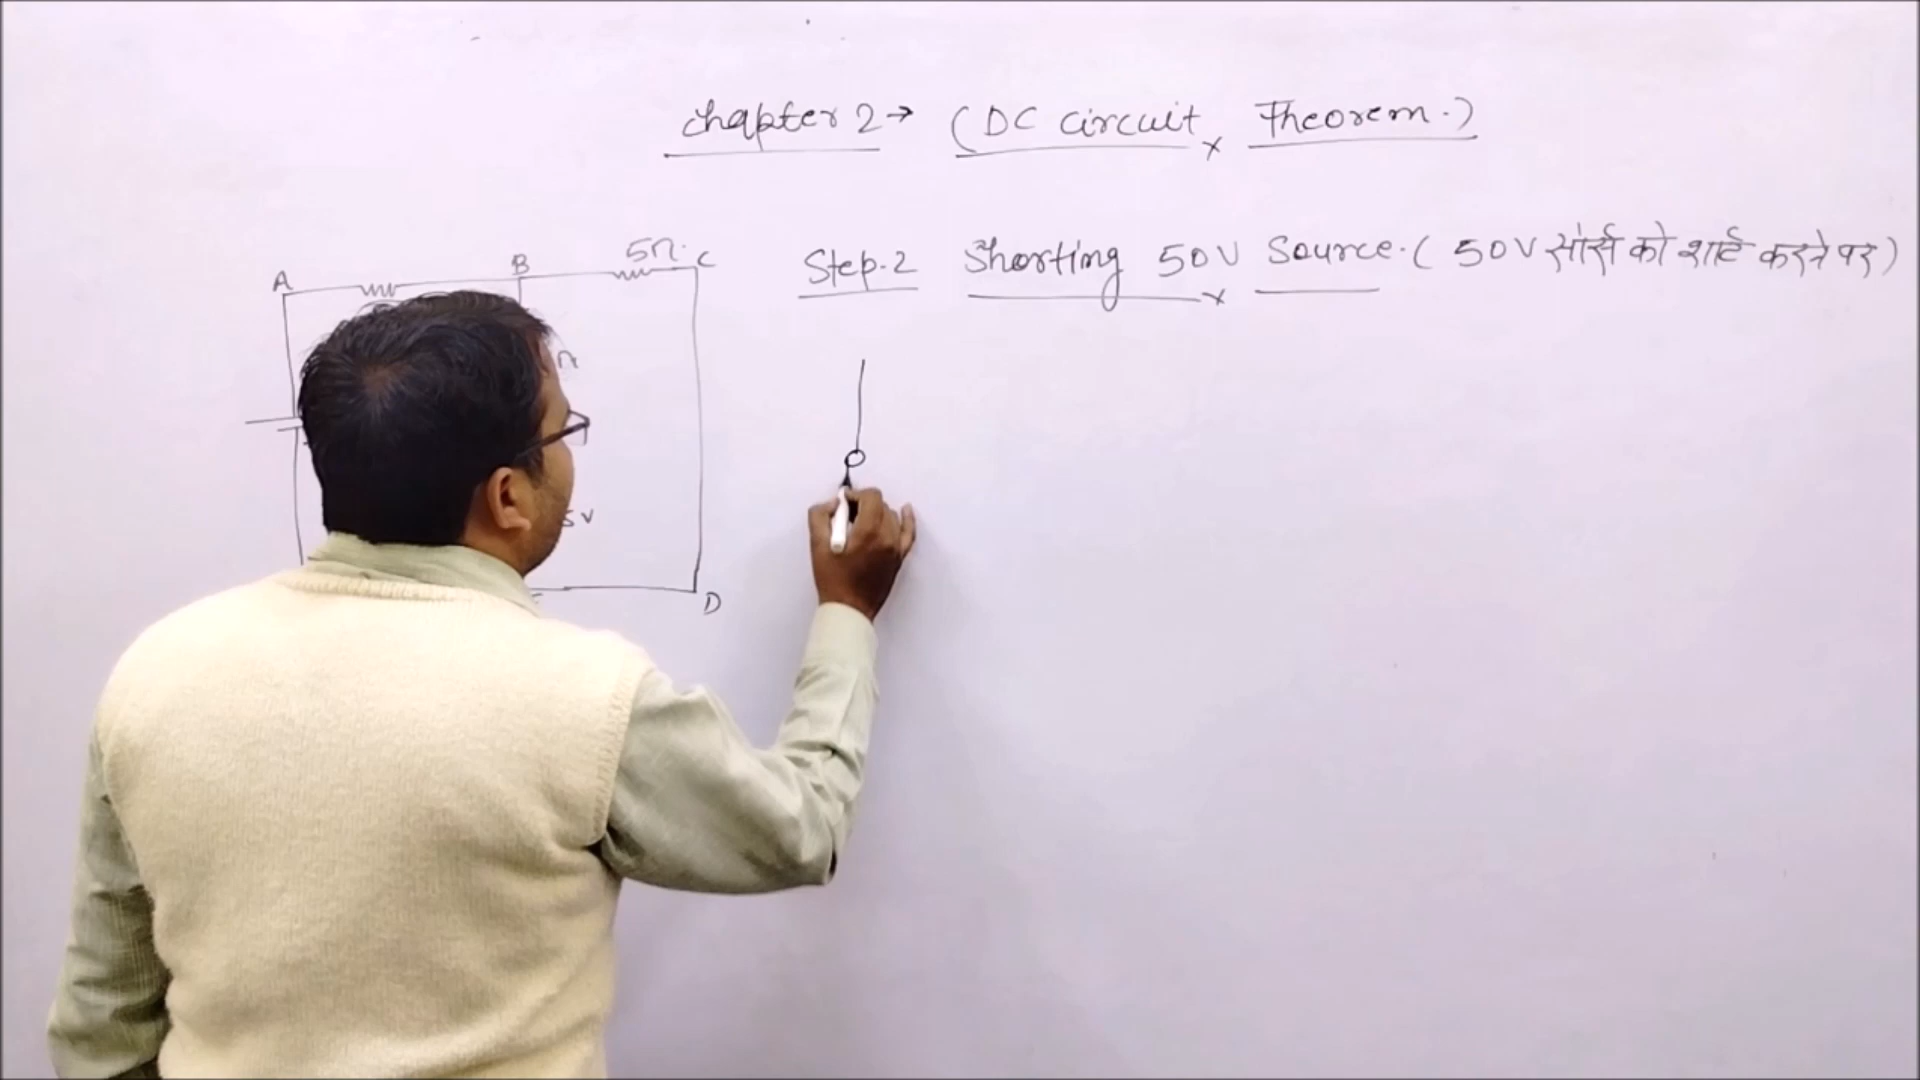 chapter 2 → (DC circuit Theorem.)
Step.2 Shorting 50V Source. ( 50V सोर्स को शार्ट करने पर )
A B 5Ω C
5V
D